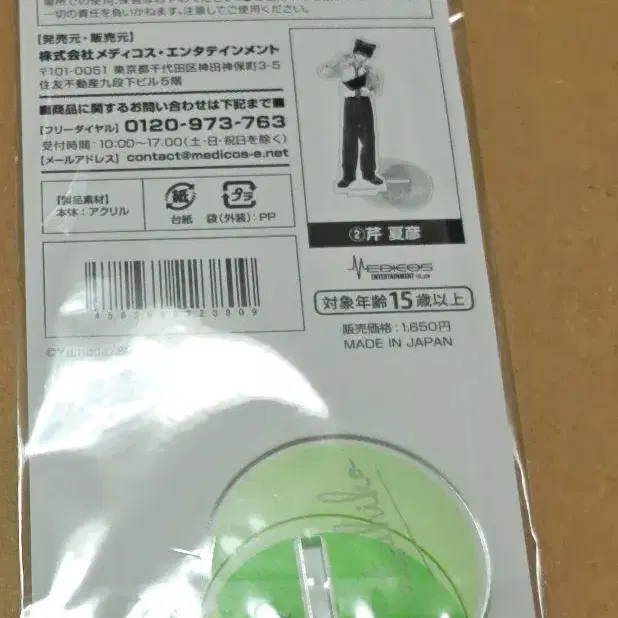 一切の責任を負いかねます。注意してご使用ください。
【発売元・販売元】
株式会社メディコス・エンタテインメント
〒101-0051 東京都千代田区神田神保町3-5
住友不動産九段下ビル5階
■商品に関するお問い合わせは下記まで■
【フリーダイヤル】0120-973-763
受付時間:10:00〜17:00(土・日・祝日を除く)
【メールアドレス】contact@medicos-e.net
【製品素材】
本体:アクリル
紙
台紙
プラ
袋(外装):PP
②芹 夏彦
MEDICOS
ENTERTAINMENT CO.,LTD
対象年齢15歳以上
販売価格:1,650円
MADE IN JAPAN
©Yamada